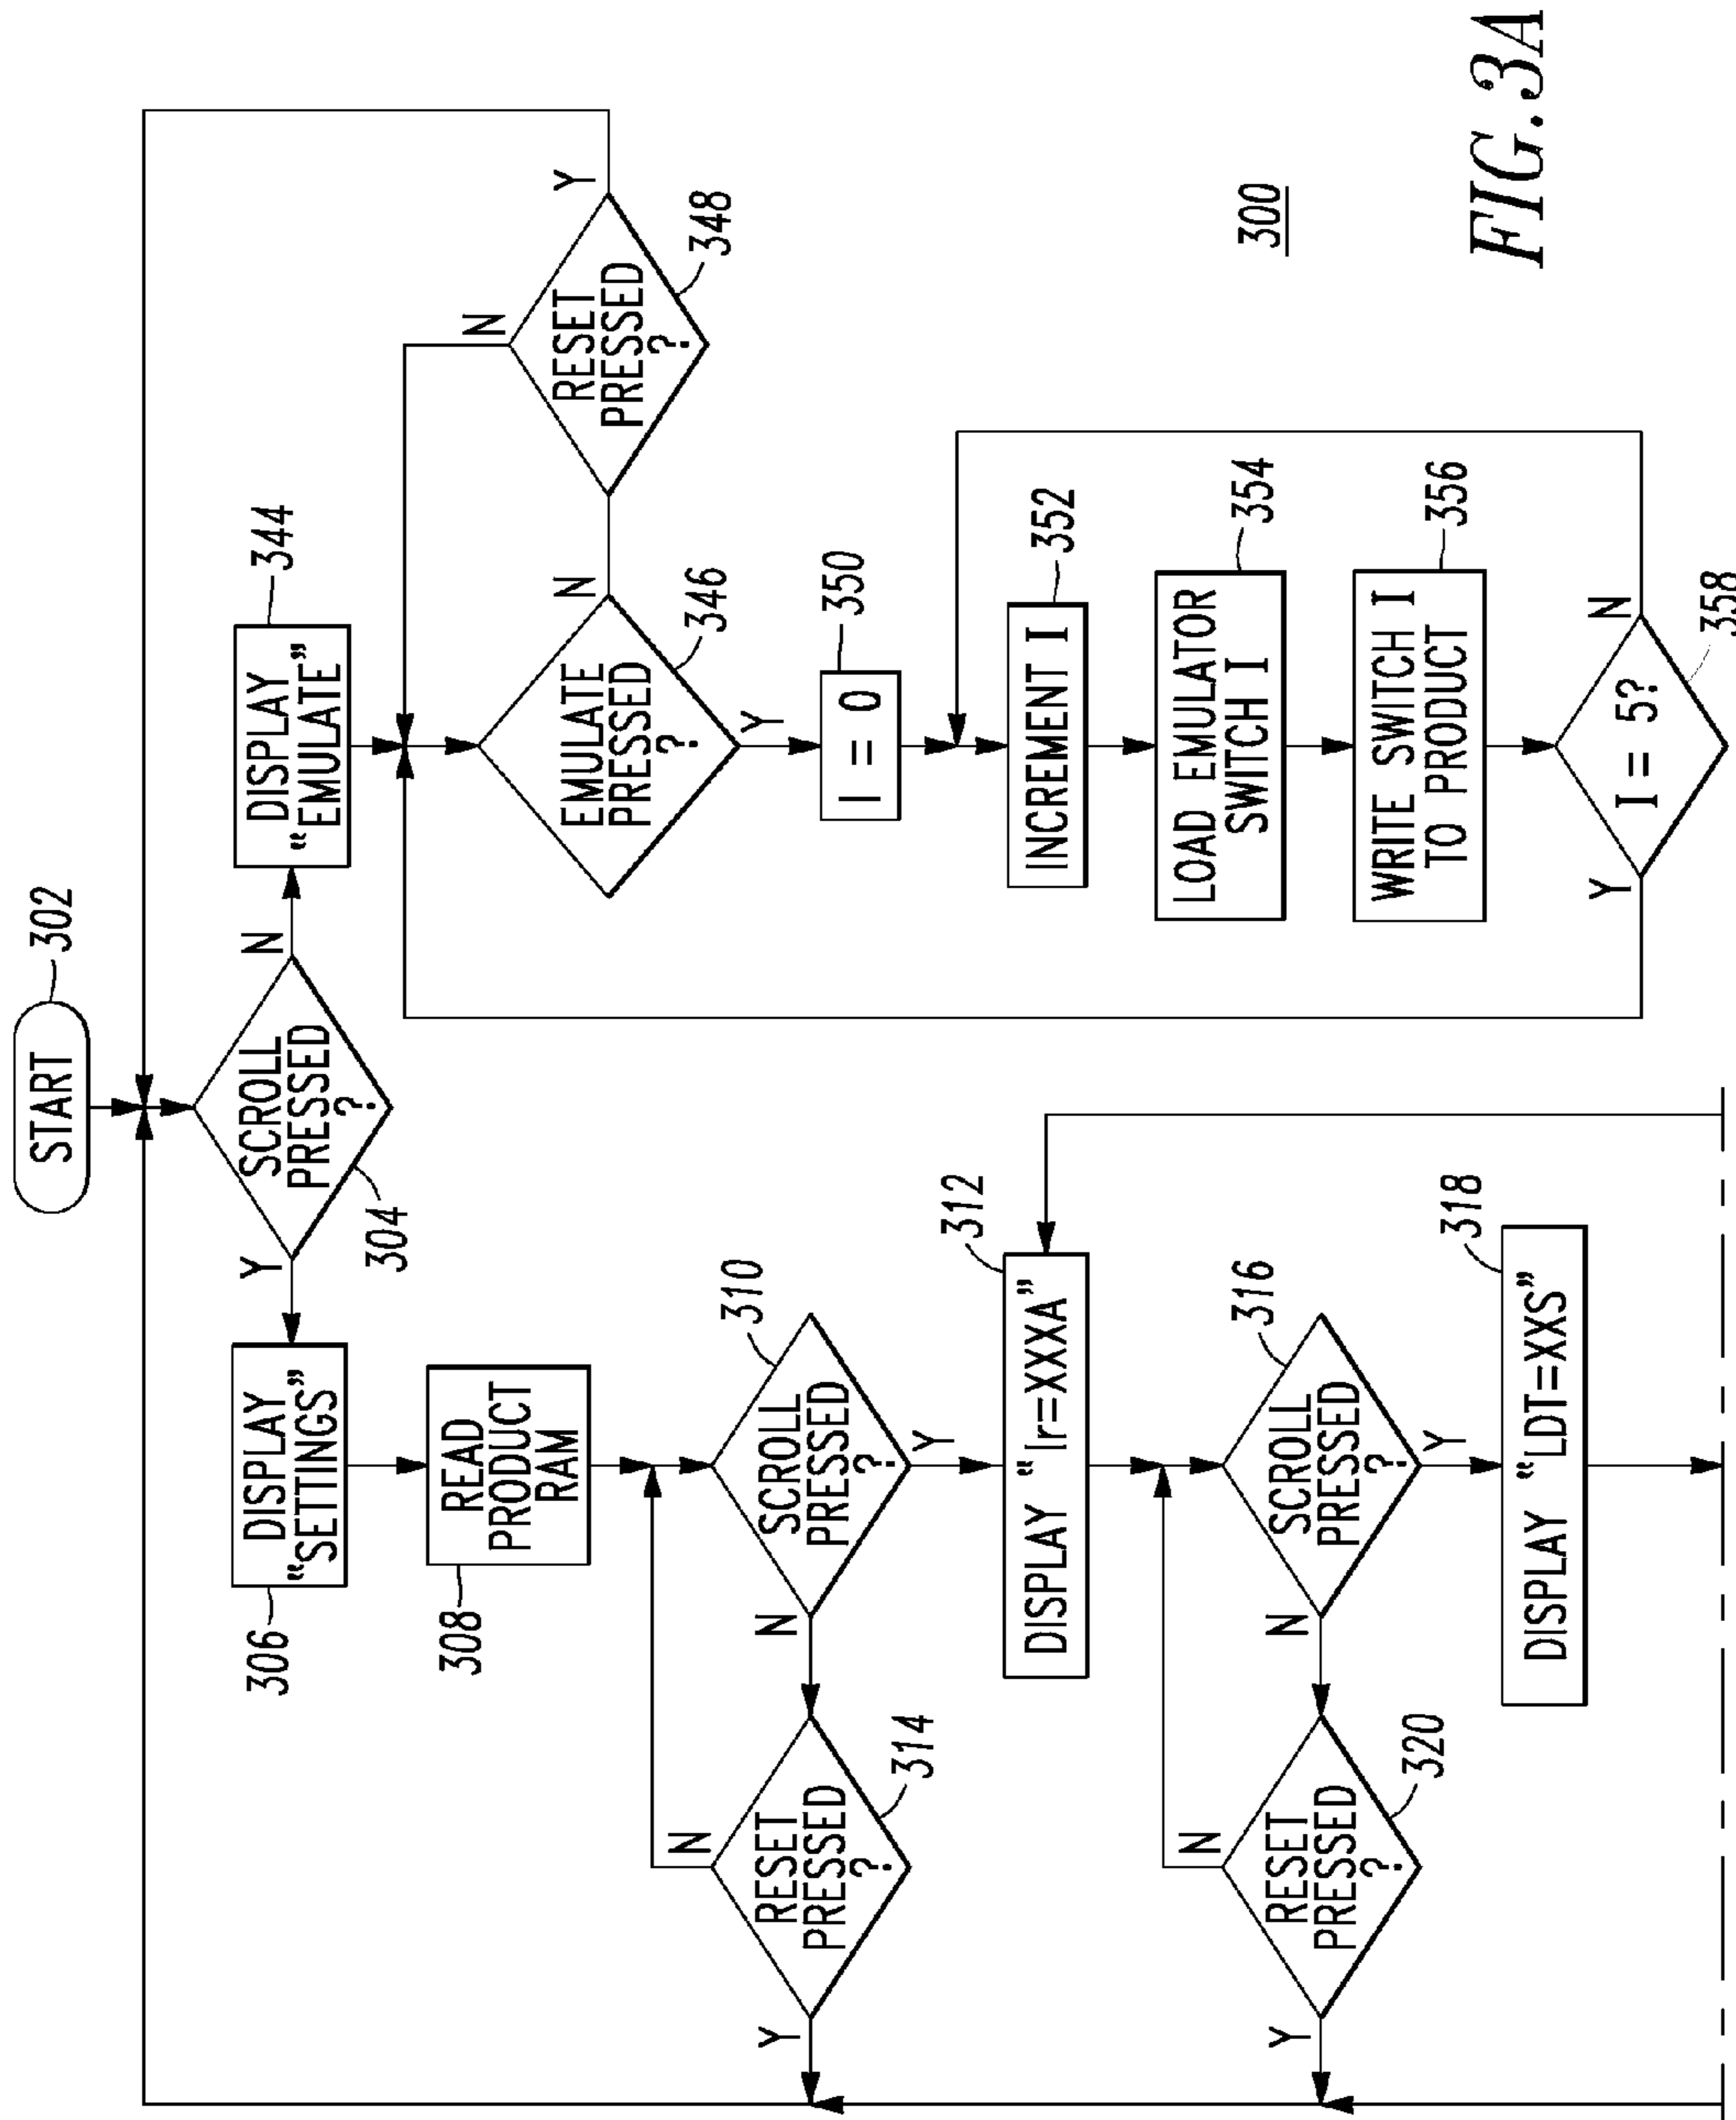 START
302
SCROLL
PRESSED
?
304
Y
N
DISPLAY
“SETTINGS”
306
READ
PRODUCT
RAM
308
SCROLL
PRESSED
?
310
N
Y
RESET
PRESSED
?
314
N
Y
DISPLAY “Ir=XXXA”
312
SCROLL
PRESSED
?
316
N
Y
RESET
PRESSED
?
320
N
Y
DISPLAY “LDT=XXS”
318
DISPLAY
“EMULATE”
344
EMULATE
PRESSED
?
346
N
Y
RESET
PRESSED
?
348
N
Y
I = 0
350
INCREMENT I
352
LOAD EMULATOR
SWITCH I
354
WRITE SWITCH I
TO PRODUCT
356
I = 5?
358
Y
N
300
FIG.3A